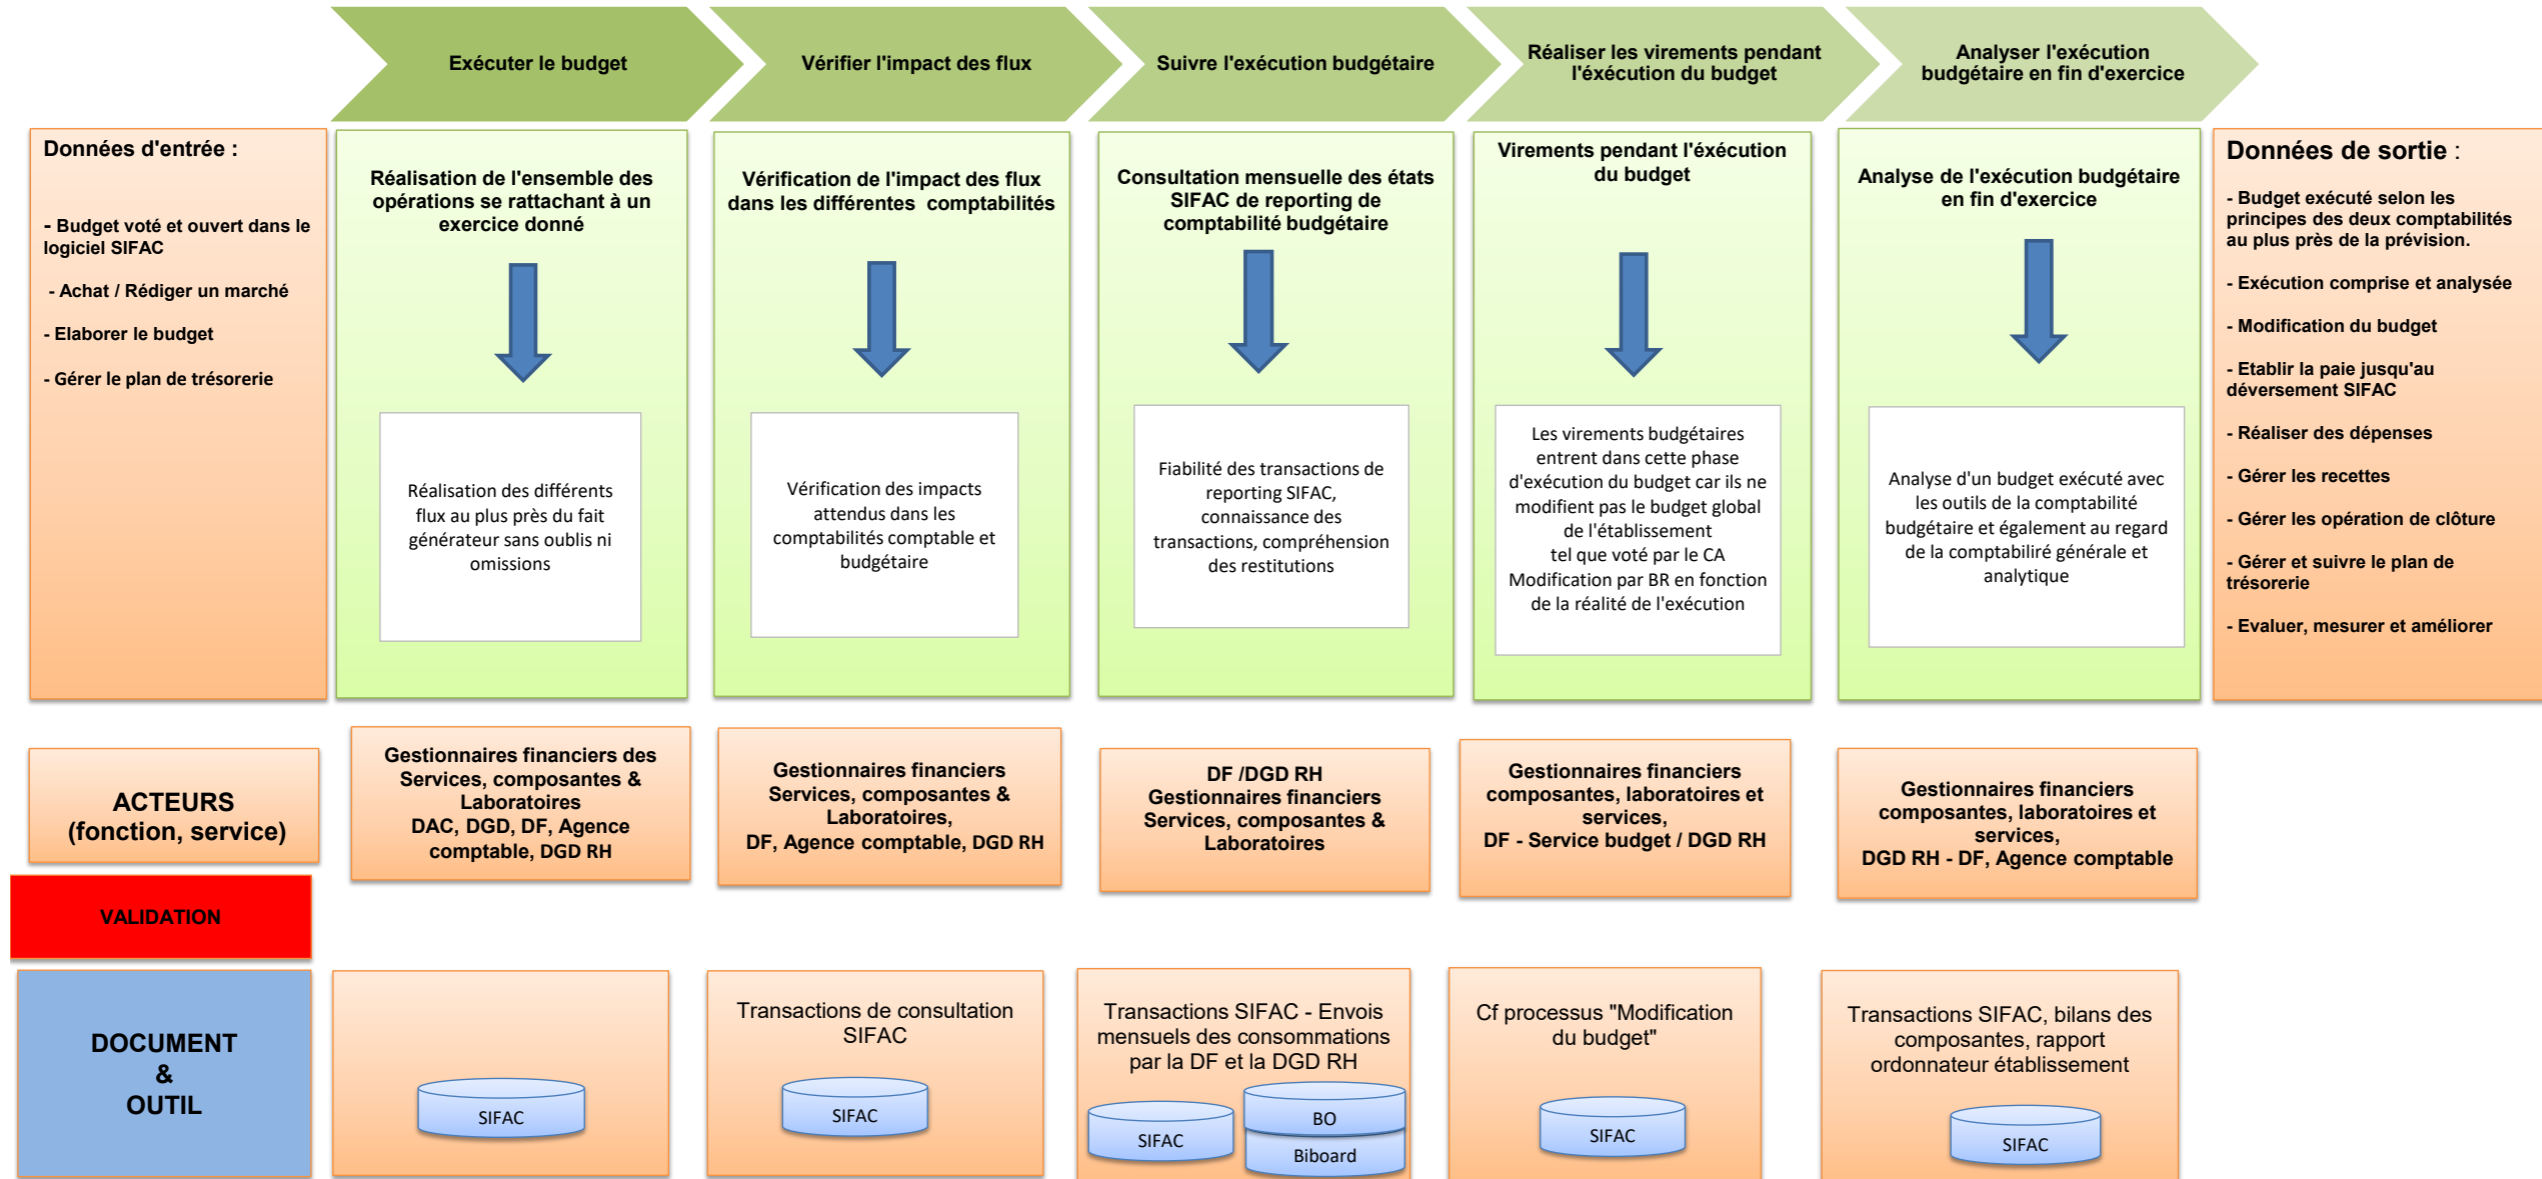 Exécuter le budget
Vérifier l'impact des flux
Suivre l'exécution budgétaire
Réaliser les virements pendant
l'éxécution du budget
Analyser l'exécution
budgétaire en fin d'exercice
Données d'entrée :
- Budget voté et ouvert dans le
logiciel SIFAC
- Achat / Rédiger un marché
- Elaborer le budget
- Gérer le plan de trésorerie
Réalisation de l'ensemble des
opérations se rattachant à un
exercice donné
Réalisation des différents
flux au plus près du fait
générateur sans oublis ni
omissions
Vérification de l'impact des flux
dans les différentes comptabilités
Vérification des impacts
attendus dans les
comptabilités comptable et
budgétaire
Consultation mensuelle des états
SIFAC de reporting de
comptabilité budgétaire
Fiabilité des transactions de
reporting SIFAC,
connaissance des
transactions, compréhension
des restitutions
Virements pendant l'éxécution
du budget
Les virements budgétaires
entrent dans cette phase
d'exécution du budget car ils ne
modifient pas le budget global
de l'établissement
tel que voté par le CA
Modification par BR en fonction
de la réalité de l'exécution
Analyse de l'exécution budgétaire
en fin d'exercice
Analyse d'un budget exécuté avec
les outils de la comptabilité
budgétaire et également au regard
de la comptabiliré générale et
analytique
Données de sortie :
- Budget exécuté selon les
principes des deux comptabilités
au plus près de la prévision.
- Exécution comprise et analysée
- Modification du budget
- Etablir la paie jusqu'au
déversement SIFAC
- Réaliser des dépenses
- Gérer les recettes
- Gérer les opération de clôture
- Gérer et suivre le plan de
trésorerie
- Evaluer, mesurer et améliorer
ACTEURS
(fonction, service)
Gestionnaires financiers des
Services, composantes &
Laboratoires
DAC, DGD, DF, Agence
comptable, DGD RH
Gestionnaires financiers
Services, composantes &
Laboratoires,
DF, Agence comptable, DGD RH
DF /DGD RH
Gestionnaires financiers
Services, composantes &
Laboratoires
Gestionnaires financiers
composantes, laboratoires et
services,
DF - Service budget / DGD RH
Gestionnaires financiers
composantes, laboratoires et
services,
DGD RH - DF, Agence comptable
VALIDATION
DOCUMENT
&
OUTIL
SIFAC
Transactions de consultation
SIFAC
SIFAC
Transactions SIFAC - Envois
mensuels des consommations
par la DF et la DGD RH
SIFAC
BO
Biboard
Cf processus "Modification
du budget"
SIFAC
Transactions SIFAC, bilans des
composantes, rapport
ordonnateur établissement
SIFAC